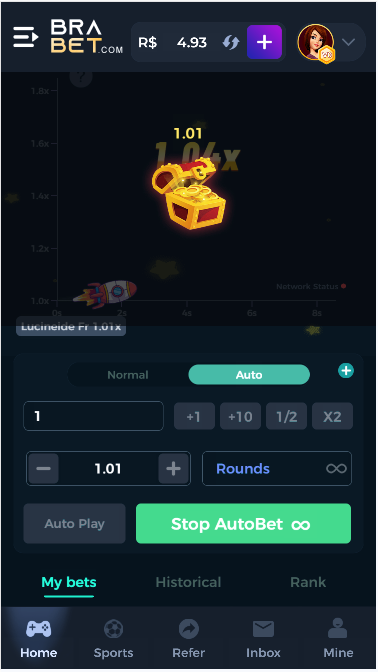 BRA
BET.COM
R$ 4.93
?
1.8x
1.01
1.6x
1.04x
1.4x
1.2x
Network Status
1.0x
0s 2s 4s 6s 8s
Lucineide Fr 1.01x
Normal Auto
1 +1 +10 1/2 X2
1.01 Rounds ∞
Auto Play Stop AutoBet ∞
My bets Historical Rank
Home Sports Refer Inbox Mine